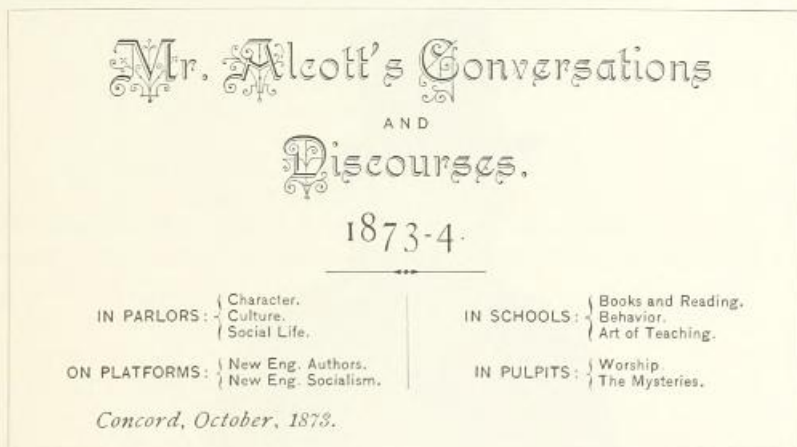 Mr. Alcott's Conversations
AND
Discourses.
1873-4.
IN PARLORS: Character.
Culture.
Social Life.
ON PLATFORMS: New Eng. Authors.
New Eng. Socialism.
IN SCHOOLS: Books and Reading.
Behavior.
Art of Teaching.
IN PULPITS: Worship.
The Mysteries.
Concord, October, 1873.